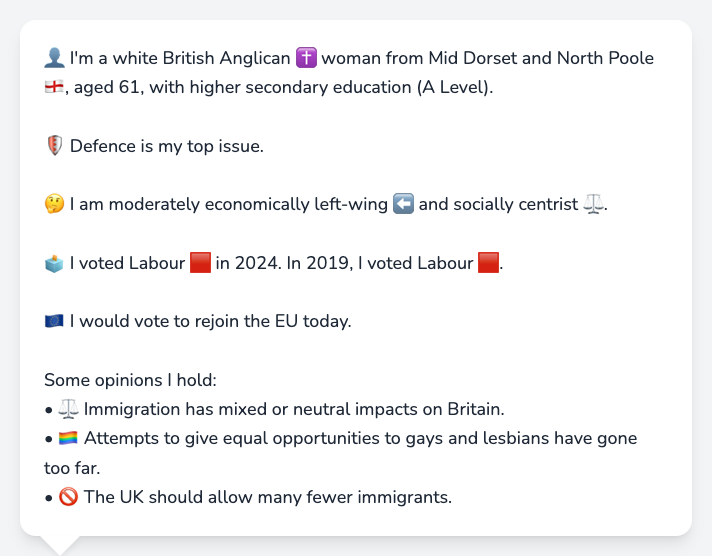 👤 I'm a white British Anglican ✝️ woman from Mid Dorset and North Poole
🏴󠁧󠁢󠁥󠁮󠁧󠁿, aged 61, with higher secondary education (A Level).
🛡️ Defence is my top issue.
🤔 I am moderately economically left-wing ⬅️ and socially centrist ⚖️.
🗳️ I voted Labour 🟥 in 2024. In 2019, I voted Labour 🟥.
🇪🇺 I would vote to rejoin the EU today.
Some opinions I hold:
• ⚖️ Immigration has mixed or neutral impacts on Britain.
• 🏳️‍🌈 Attempts to give equal opportunities to gays and lesbians have gone
too far.
• 🚫 The UK should allow many fewer immigrants.